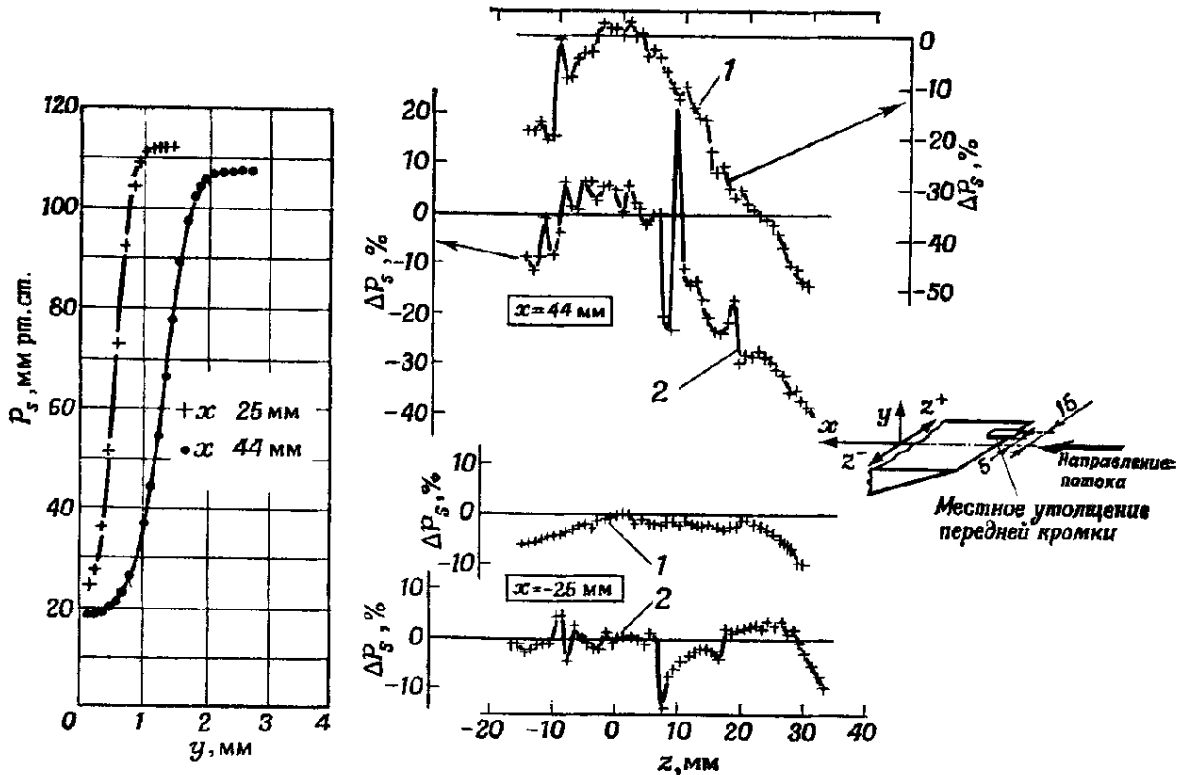 120
100
80
60
40
20
0
1
2
3
4
P_s, мм рт.ст.
y, мм
+ x 25 мм
• x 44 мм
20
10
0
-10
-20
-30
-40
ΔP_s, %
x = 44 мм
1
2
0
-10
-20
-30
-40
-50
ΔP_s, %
10
0
-10
ΔP_s, %
1
x = -25 мм
2
10
0
-10
ΔP_s, %
-20
-10
0
10
20
30
40
z, мм
x
y
z+
z-
15
5
Направление
потока
Местное утолщение
передней кромки